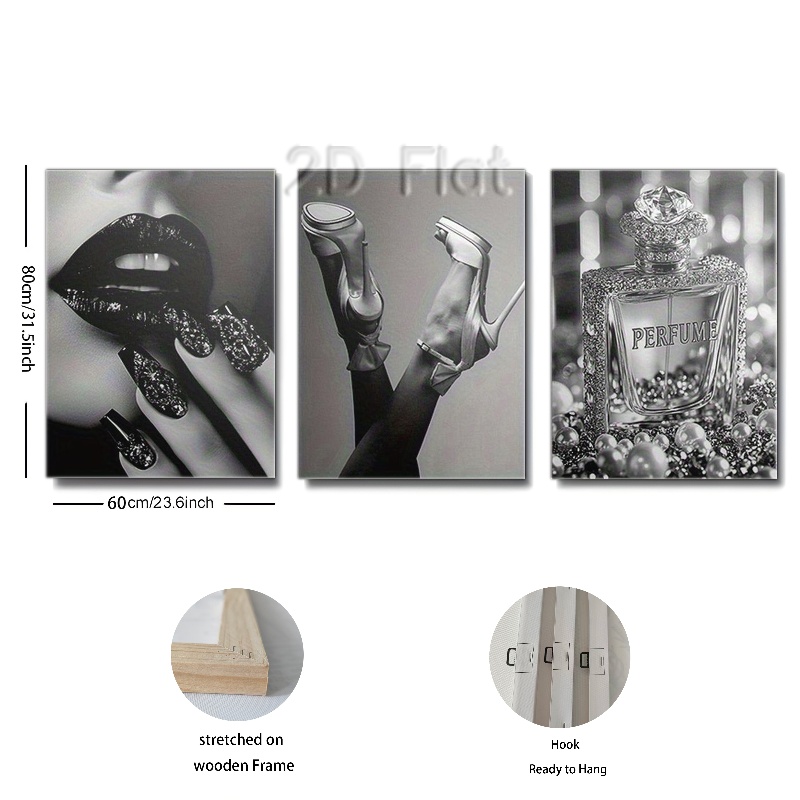 2D Flat
80cm/31.5inch
PERFUME
60cm/23.6inch
stretched on
wooden Frame
Hook
Ready to Hang